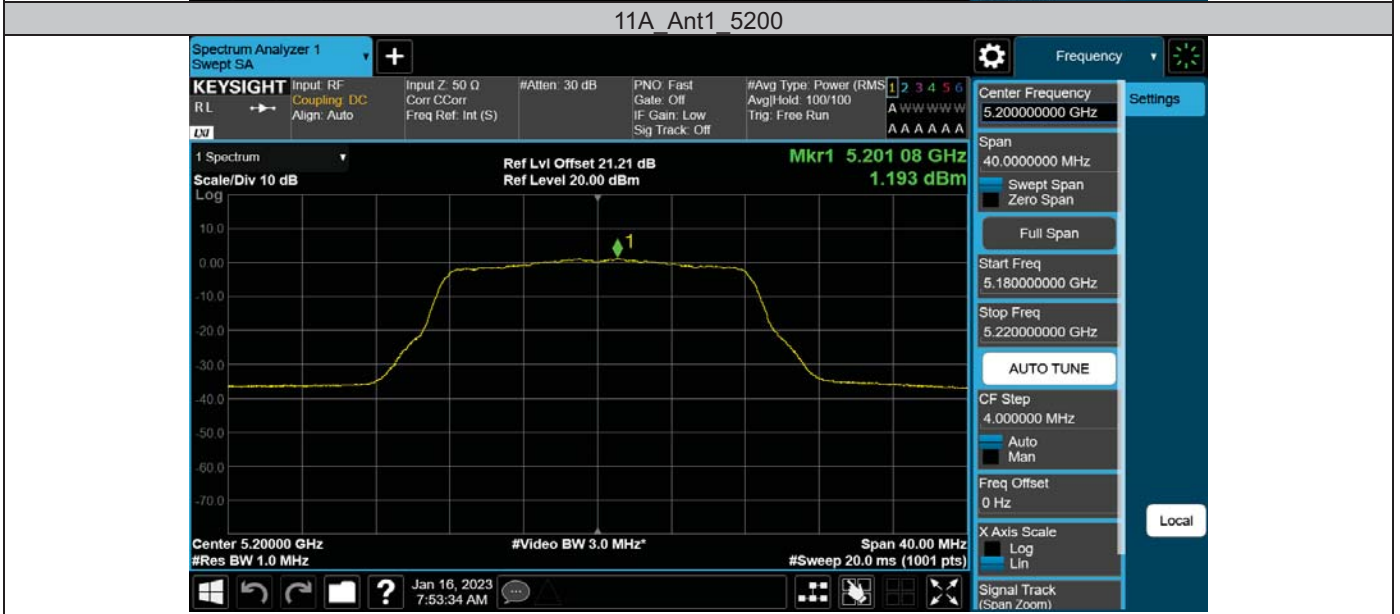 11A_Ant1_5200
Spectrum Analyzer 1
Swept SA
+
Frequency
KEYSIGHT
RL
LXI
Input: RF
Coupling: DC
Align: Auto
Input Z: 50 Ω
Corr CCorr
Freq Ref: Int (S)
#Atten: 30 dB
PNO: Fast
Gate: Off
IF Gain: Low
Sig Track: Off
#Avg Type: Power (RMS
Avg|Hold: 100/100
Trig: Free Run
1 2 3 4 5 6
A W W W W W
A A A A A A
1 Spectrum
Scale/Div 10 dB
Ref Lvl Offset 21.21 dB
Ref Level 20.00 dBm
Mkr1 5.201 08 GHz
1.193 dBm
Log
10.0
0.00
-10.0
-20.0
-30.0
-40.0
-50.0
-60.0
-70.0
1
Center 5.20000 GHz
#Res BW 1.0 MHz
#Video BW 3.0 MHz*
Span 40.00 MHz
#Sweep 20.0 ms (1001 pts)
?
Jan 16, 2023
7:53:34 AM
Center Frequency
5.200000000 GHz
Settings
Span
40.0000000 MHz
Swept Span
Zero Span
Full Span
Start Freq
5.180000000 GHz
Stop Freq
5.220000000 GHz
AUTO TUNE
CF Step
4.000000 MHz
Auto
Man
Freq Offset
0 Hz
X Axis Scale
Log
Lin
Local
Signal Track
(Span Zoom)